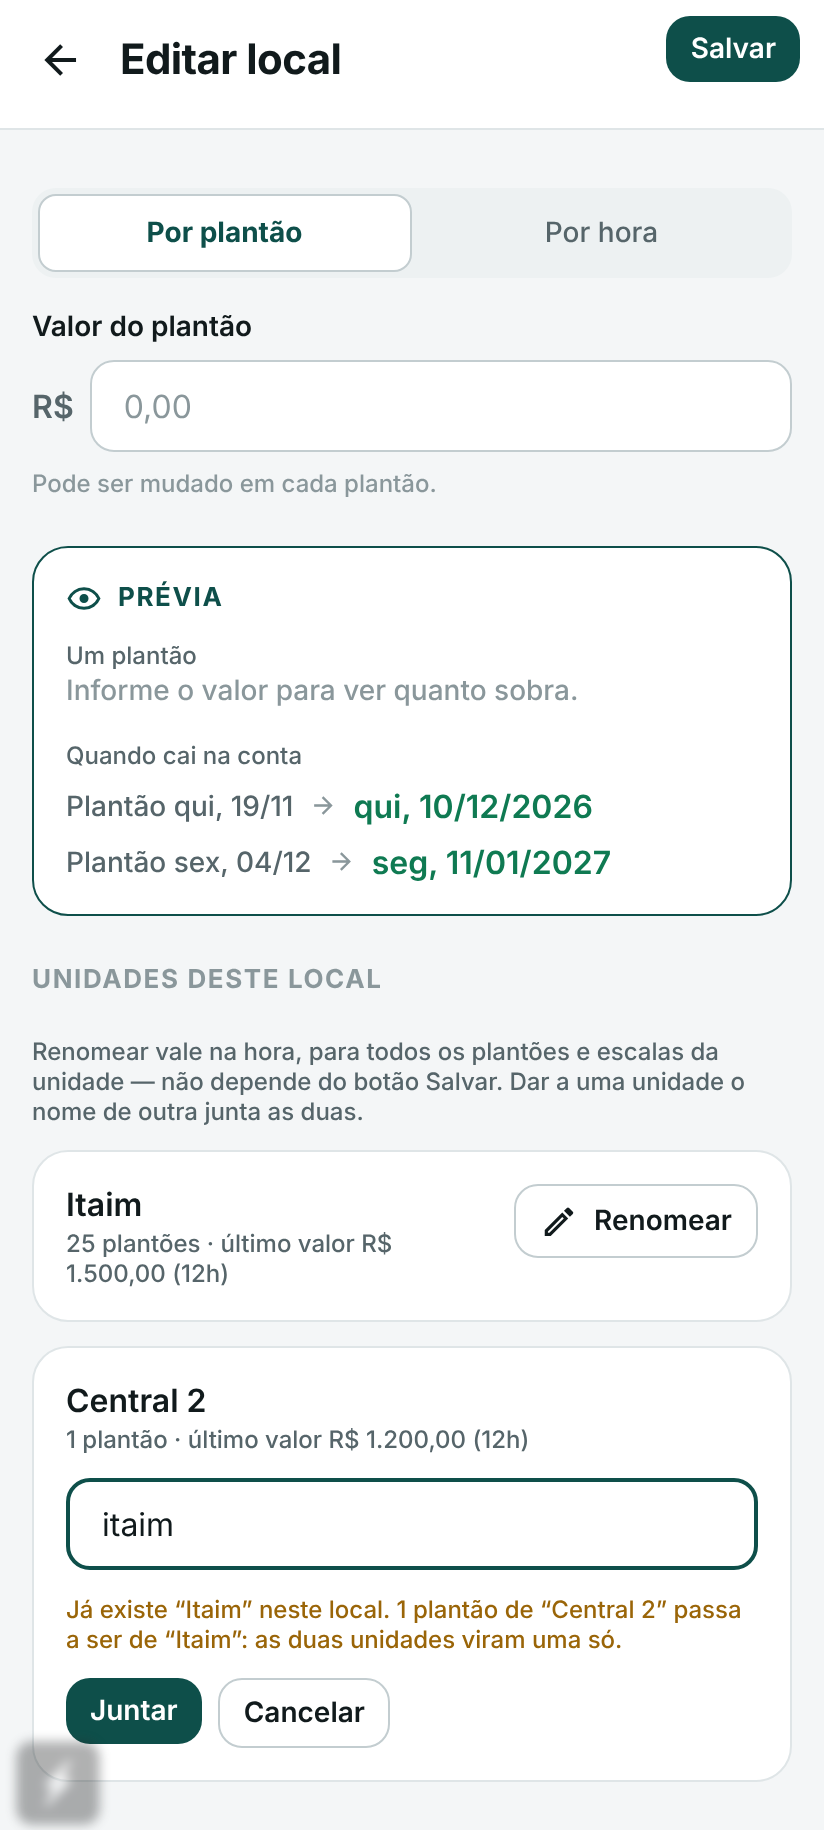 Editar local
Salvar
Por plantão
Por hora
Valor do plantão
R$
0,00
Pode ser mudado em cada plantão.
PRÉVIA
Um plantão
Informe o valor para ver quanto sobra.
Quando cai na conta
Plantão qui, 19/11 → qui, 10/12/2026
Plantão sex, 04/12 → seg, 11/01/2027
UNIDADES DESTE LOCAL
Renomear vale na hora, para todos os plantões e escalas da
unidade — não depende do botão Salvar. Dar a uma unidade o
nome de outra junta as duas.
Itaim
25 plantões · último valor R$
1.500,00 (12h)
Renomear
Central 2
1 plantão · último valor R$ 1.200,00 (12h)
itaim
Já existe “Itaim” neste local. 1 plantão de “Central 2” passa
a ser de “Itaim”: as duas unidades viram uma só.
Juntar
Cancelar